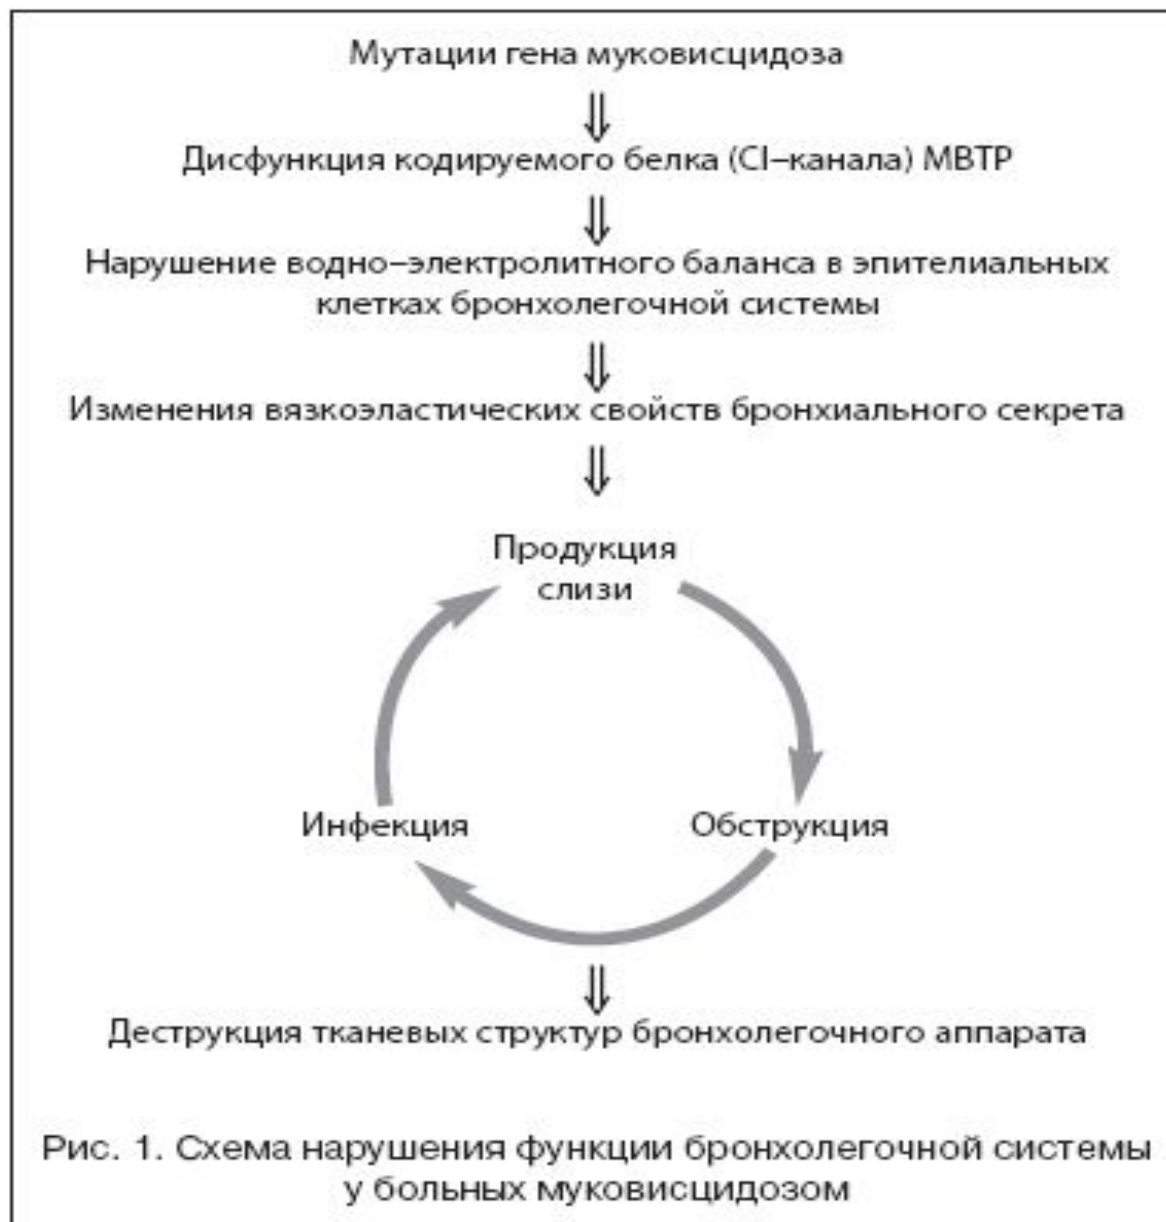 Мутации гена муковисцидоза
Дисфункция кодируемого белка (Cl–канала) МВТР
Нарушение водно–электролитного баланса в эпителиальных
клетках бронхолегочной системы
Изменения вязкоэластических свойств бронхиального секрета
Продукция
слизи
Инфекция
Обструкция
Деструкция тканевых структур бронхолегочного аппарата
Рис. 1. Схема нарушения функции бронхолегочной системы
у больных муковисцидозом